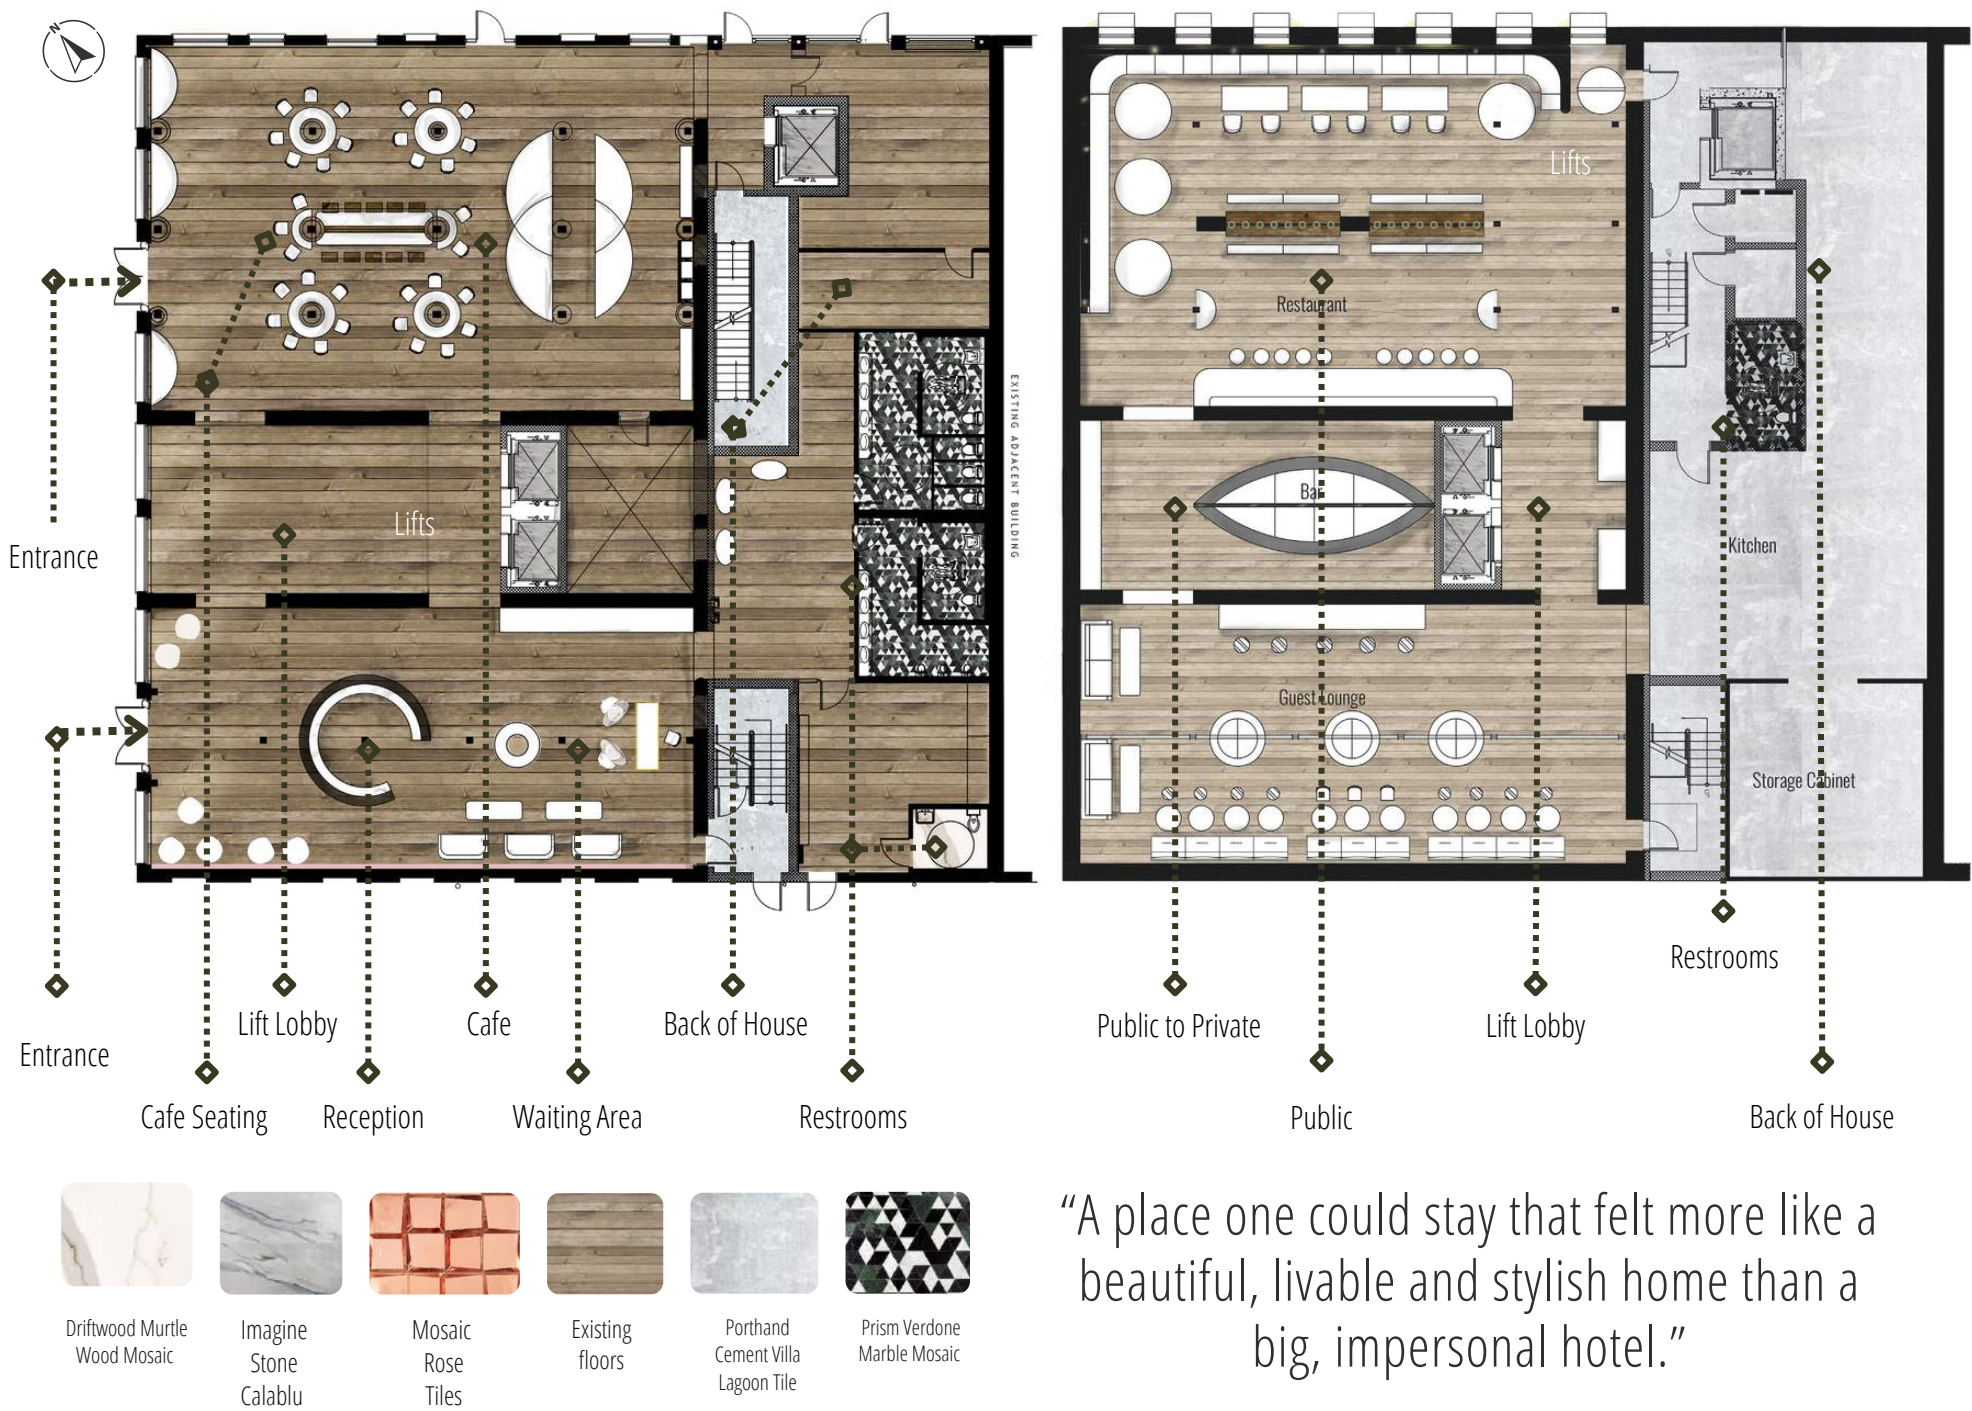 N
Lifts
EXISTING ADJACENT BUILDING
Entrance
Entrance
Lift Lobby
Cafe
Back of House
Cafe Seating
Reception
Waiting Area
Restrooms
Lifts
Restaurant
Bar
Kitchen
Guest Lounge
Storage Cabinet
Restrooms
Public to Private
Lift Lobby
Public
Back of House
Driftwood Murtle
Wood Mosaic
Imagine
Stone
Calablu
Mosaic
Rose
Tiles
Existing
floors
Porthand
Cement Villa
Lagoon Tile
Prism Verdone
Marble Mosaic
“A place one could stay that felt more like a
beautiful, livable and stylish home than a
big, impersonal hotel.”